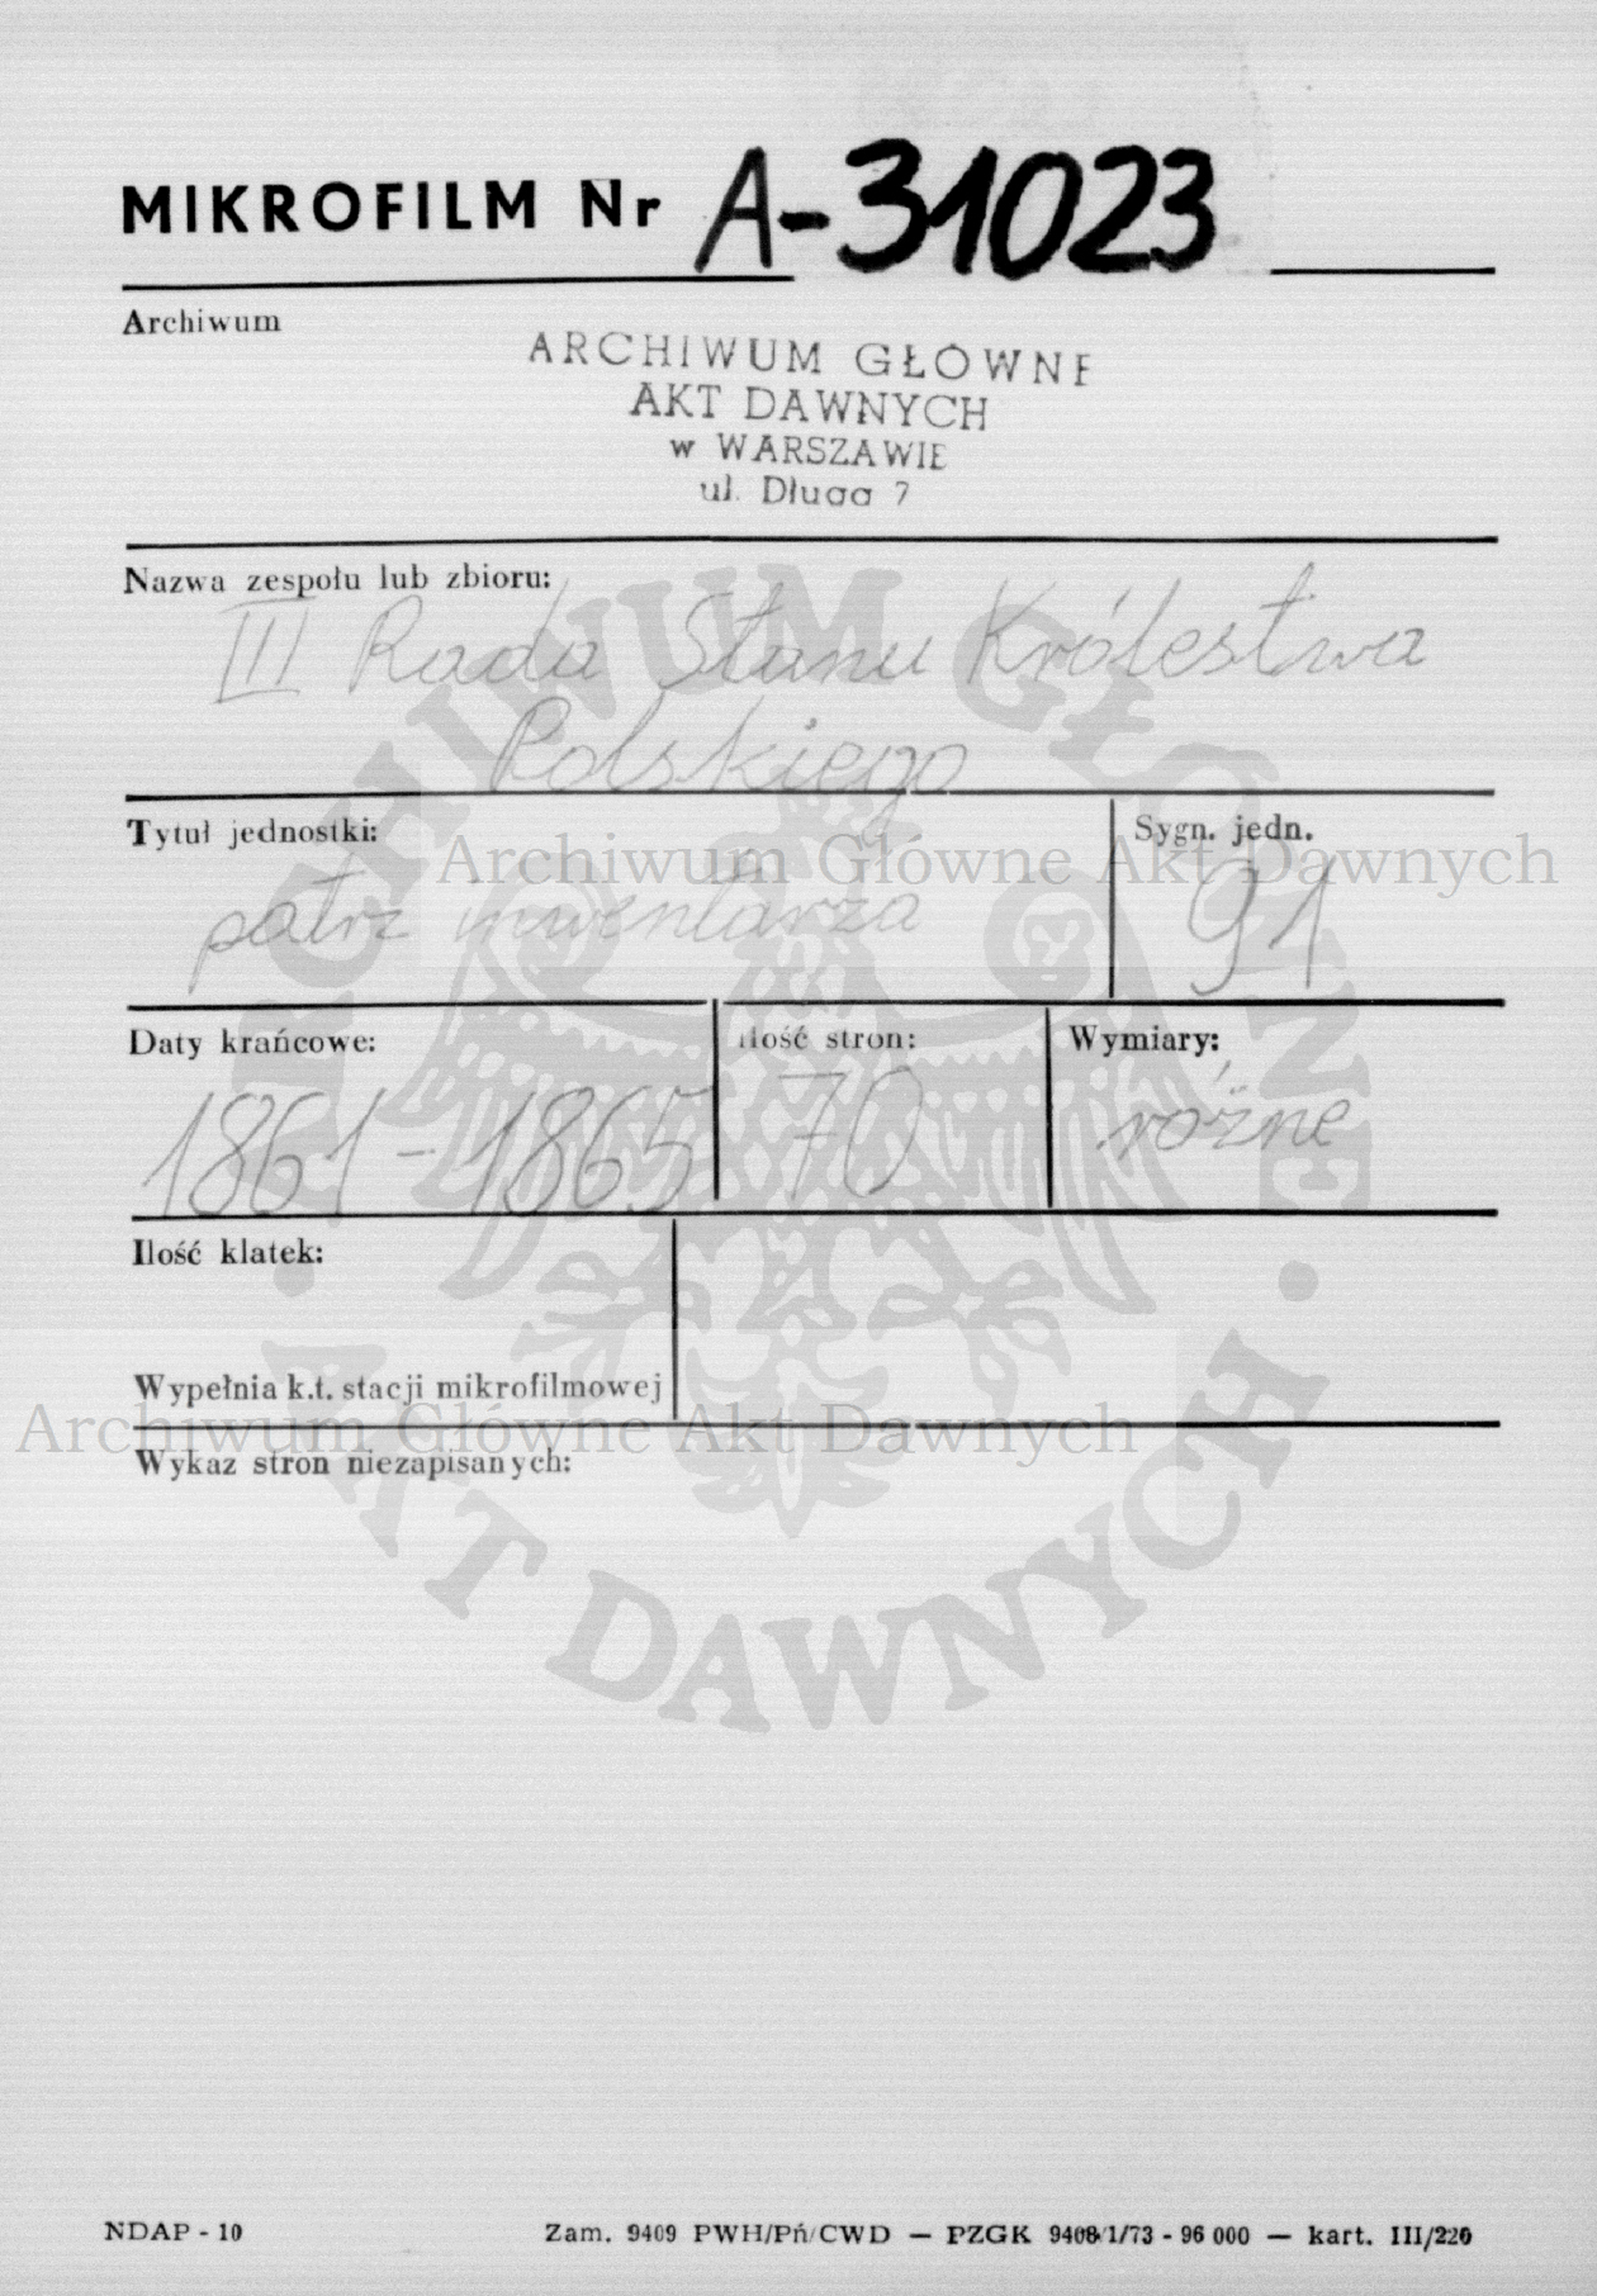 MIKROFILM Nr A-31023
Archiwum
ARCHIWUM GŁÓWNE
AKT DAWNYCH
w WARSZAWIE
ul. Długa 7
Nazwa zespołu lub zbioru:
III Rada Stanu Królestwa
Polskiego
Tytuł jednostki:
Sygn. jedn.
Archiwum Główne Akt Dawnych
patrz inwentarza
91
Daty krańcowe:
Ilość stron:
Wymiary:
1861-1865
70
różne
Ilość klatek:
Wypełnia k.t. stacji mikrofilmowej
Archiwum Główne Akt Dawnych
Wykaz stron niezapisanych:
ARCHIWUM GŁÓWNE • AKT DAWNYCH •
NDAP - 10
Zam. 9409 PWH/Pń/CWD — PZGK 9408/1/73 - 96 000 — kart. III/220